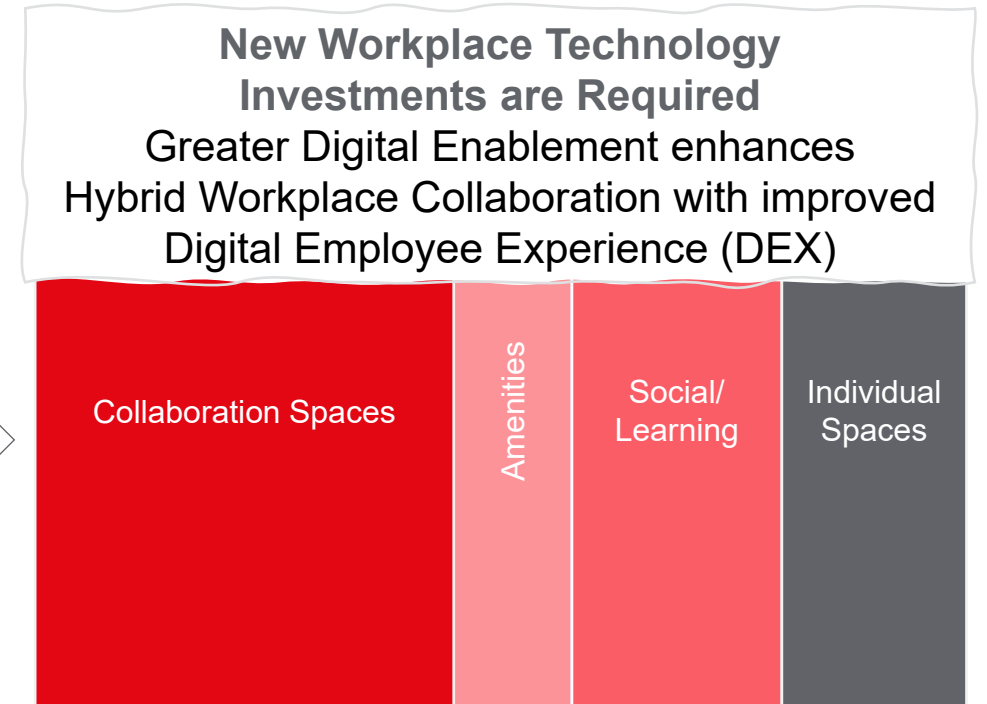 New Workplace Technology
Investments are Required
Greater Digital Enablement enhances
Hybrid Workplace Collaboration with improved
Digital Employee Experience (DEX)
Collaboration Spaces
Amenities
Social/
Learning
Individual
Spaces